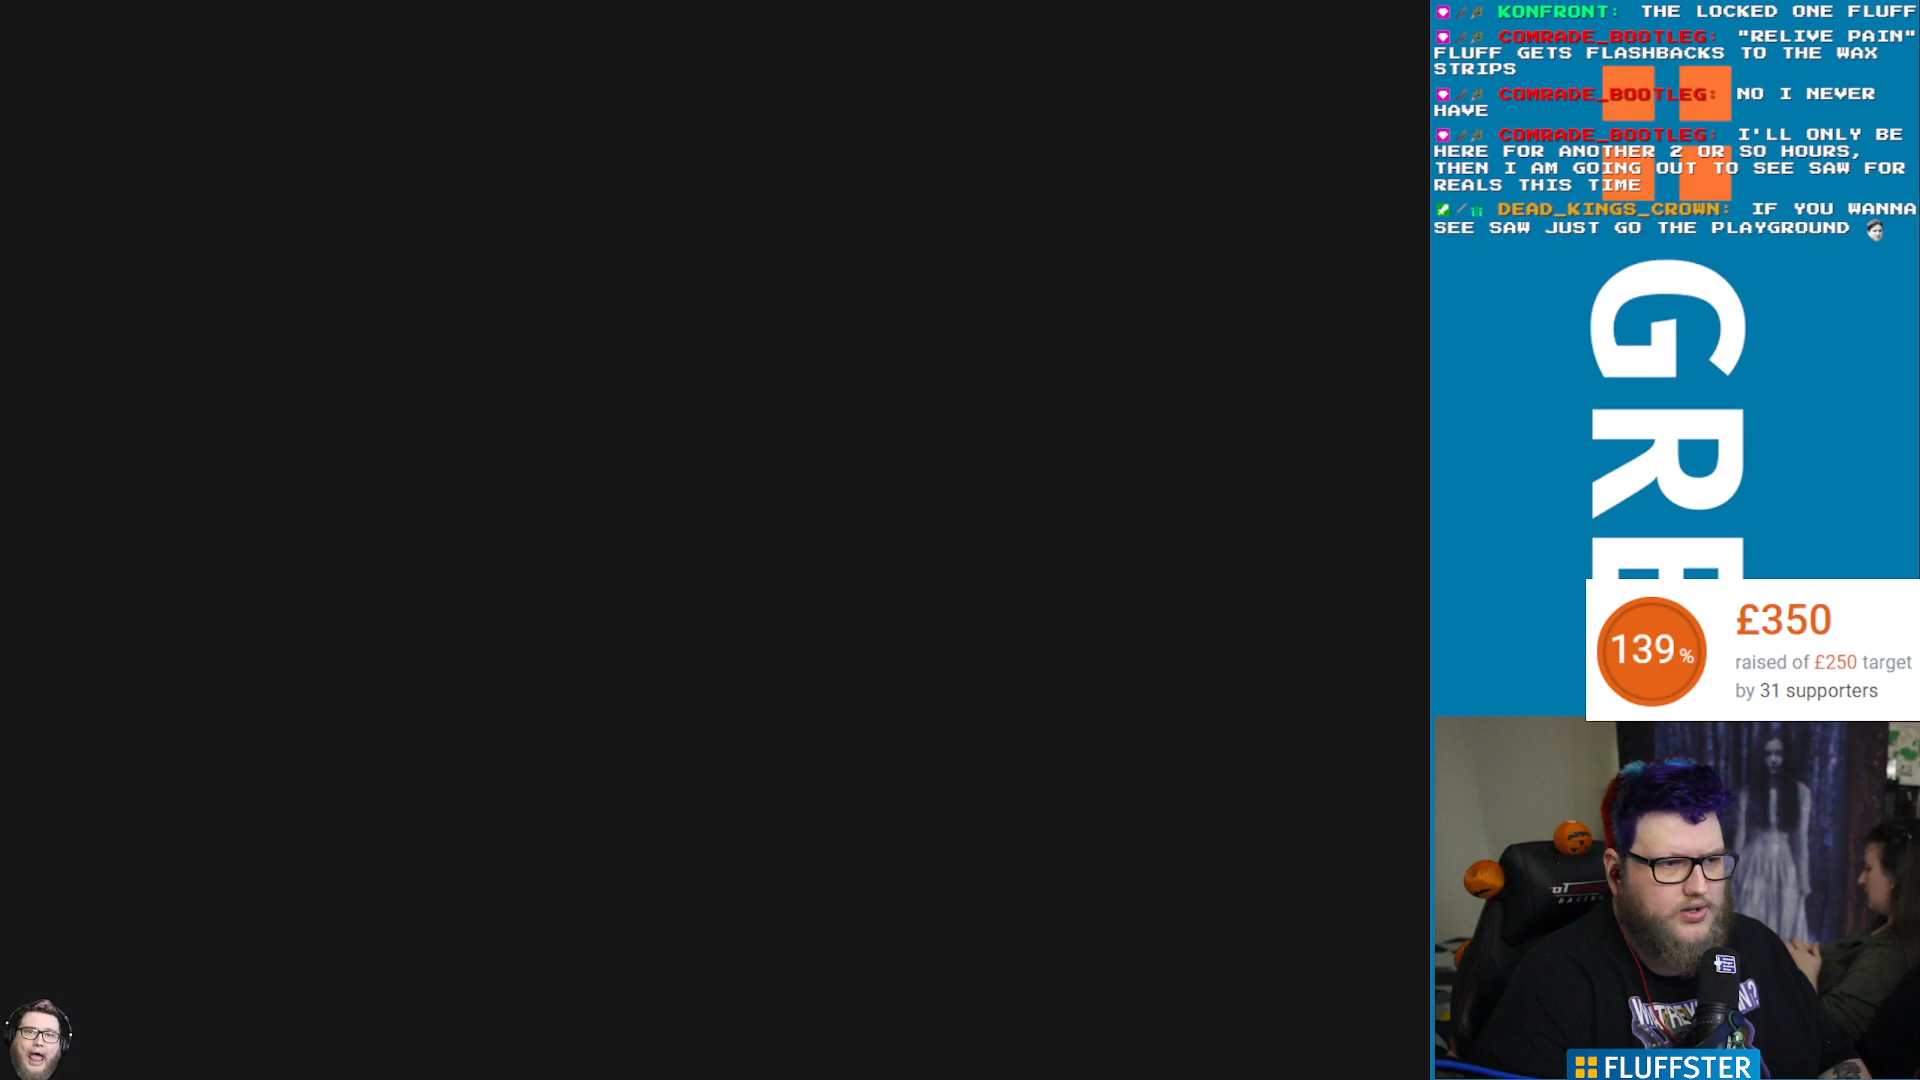 KONFRONT: THE LOCKED ONE FLUFF
COMRADE_BOOTLEG: "RELIVE PAIN"
FLUFF GETS FLASHBACKS TO THE WAX
STRIPS
COMRADE_BOOTLEG: NO I NEVER
HAVE
COMRADE_BOOTLEG: I'LL ONLY BE
HERE FOR ANOTHER 2 OR SO HOURS,
THEN I AM GOING OUT TO SEE SAW FOR
REALS THIS TIME
DEAD_KINGS_CROWN: IF YOU WANNA
SEE SAW JUST GO THE PLAYGROUND
GRE
139%
£350
raised of £250 target
by 31 supporters
RACING
FLUFFSTER